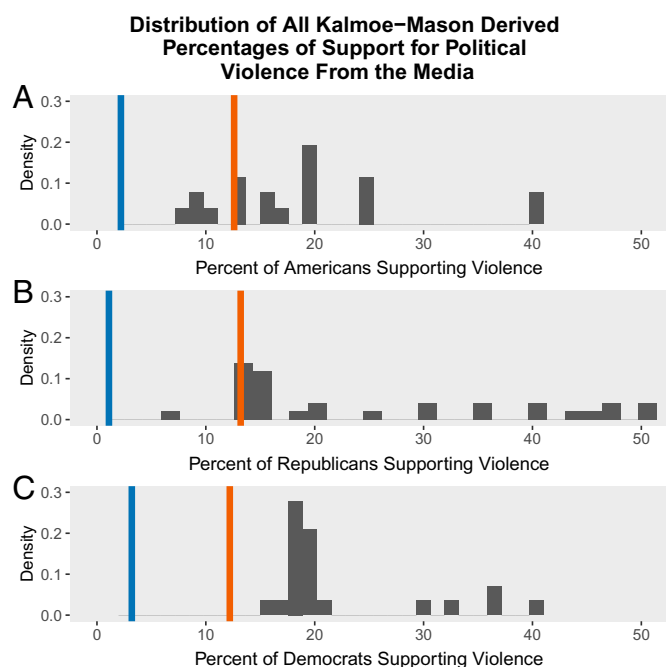 Distribution of All Kalmoe−Mason Derived
Percentages of Support for Political
Violence From the Media
A
0.3
0.2
0.1
0.0
Density
0 10 20 30 40 50
Percent of Americans Supporting Violence
B
0.3
0.2
0.1
0.0
Density
0 10 20 30 40 50
Percent of Republicans Supporting Violence
C
0.3
0.2
0.1
0.0
Density
0 10 20 30 40 50
Percent of Democrats Supporting Violence